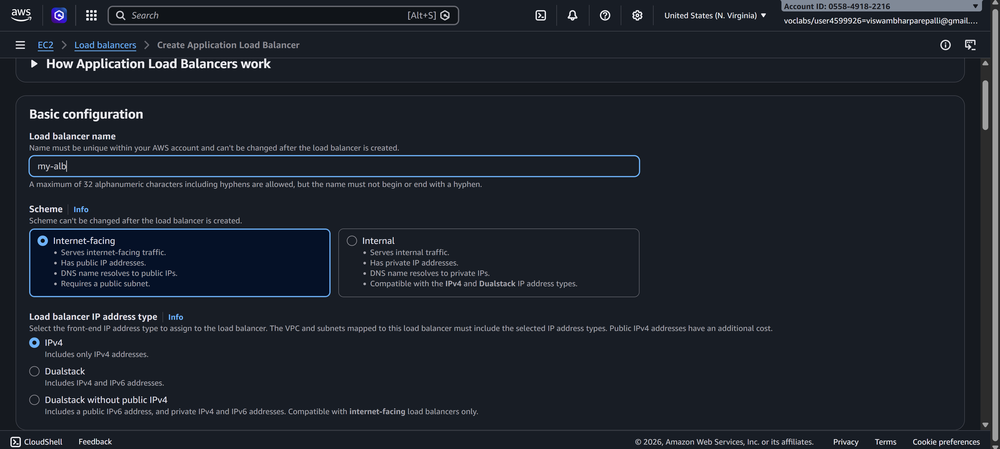 aws
Search
[Alt+S]
United States (N. Virginia)
Account ID: 0558-4918-2216
voclabs/user4599926=viswambharparepalli@gmail....
EC2
Load balancers
Create Application Load Balancer
How Application Load Balancers work
Basic configuration
Load balancer name
Name must be unique within your AWS account and can't be changed after the load balancer is created.
my-alb
A maximum of 32 alphanumeric characters including hyphens are allowed, but the name must not begin or end with a hyphen.
Scheme
Info
Scheme can't be changed after the load balancer is created.
Internet-facing
• Serves internet-facing traffic.
• Has public IP addresses.
• DNS name resolves to public IPs.
• Requires a public subnet.
Internal
• Serves internal traffic.
• Has private IP addresses.
• DNS name resolves to private IPs.
• Compatible with the IPv4 and Dualstack IP address types.
Load balancer IP address type
Info
Select the front-end IP address type to assign to the load balancer. The VPC and subnets mapped to this load balancer must include the selected IP address types. Public IPv4 addresses have an additional cost.
IPv4
Includes only IPv4 addresses.
Dualstack
Includes IPv4 and IPv6 addresses.
Dualstack without public IPv4
Includes a public IPv6 address, and private IPv4 and IPv6 addresses. Compatible with internet-facing load balancers only.
CloudShell
Feedback
© 2026, Amazon Web Services, Inc. or its affiliates.
Privacy
Terms
Cookie preferences